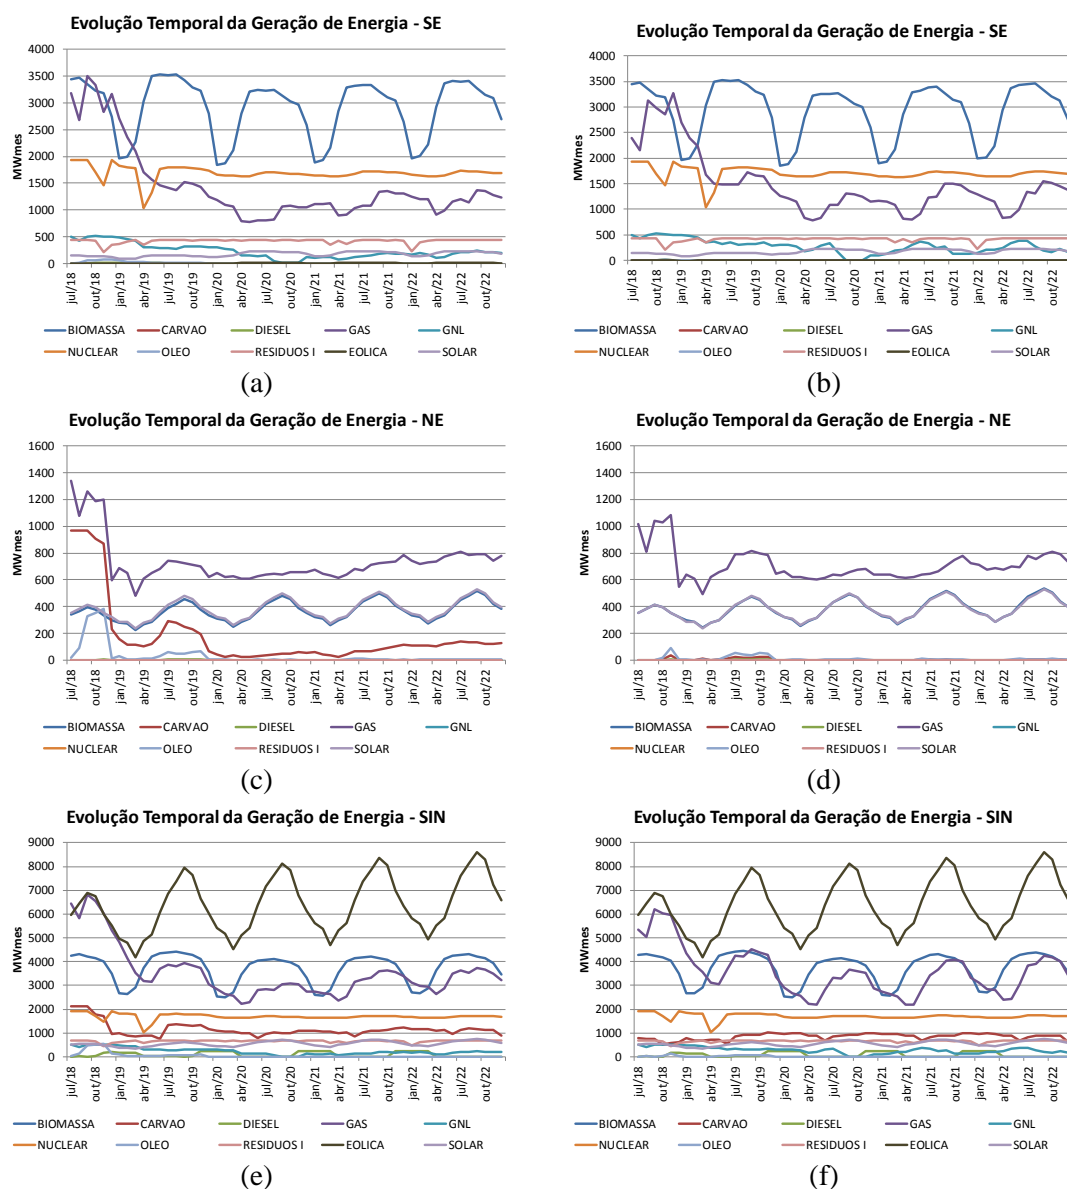 Evolução Temporal da Geração de Energia - SE
4000
3500
3000
2500
2000
1500
1000
500
0
MWmes
jul/18 out/18 jan/19 abr/19 jul/19 out/19 jan/20 abr/20 jul/20 out/20 jan/21 abr/21 jul/21 out/21 jan/22 abr/22 jul/22 out/22
BIOMASSA CARVAO DIESEL GAS GNL
NUCLEAR OLEO RESIDUOS I EOLICA SOLAR
(a)
Evolução Temporal da Geração de Energia - SE
4000
3500
3000
2500
2000
1500
1000
500
0
MWmes
jul/18 out/18 jan/19 abr/19 jul/19 out/19 jan/20 abr/20 jul/20 out/20 jan/21 abr/21 jul/21 out/21 jan/22 abr/22 jul/22 out/22
BIOMASSA CARVAO DIESEL GAS GNL
NUCLEAR OLEO RESIDUOS I EOLICA SOLAR
(b)
Evolução Temporal da Geração de Energia - NE
1600
1400
1200
1000
800
600
400
200
0
MWmes
jul/18 out/18 jan/19 abr/19 jul/19 out/19 jan/20 abr/20 jul/20 out/20 jan/21 abr/21 jul/21 out/21 jan/22 abr/22 jul/22 out/22
BIOMASSA CARVAO DIESEL GAS GNL
NUCLEAR OLEO RESIDUOS I SOLAR
(c)
Evolução Temporal da Geração de Energia - NE
1600
1400
1200
1000
800
600
400
200
0
MWmes
jul/18 out/18 jan/19 abr/19 jul/19 out/19 jan/20 abr/20 jul/20 out/20 jan/21 abr/21 jul/21 out/21 jan/22 abr/22 jul/22 out/22
BIOMASSA CARVAO DIESEL GAS GNL
NUCLEAR OLEO RESIDUOS I SOLAR
(d)
Evolução Temporal da Geração de Energia - SIN
9000
8000
7000
6000
5000
4000
3000
2000
1000
0
MWmes
jul/18 out/18 jan/19 abr/19 jul/19 out/19 jan/20 abr/20 jul/20 out/20 jan/21 abr/21 jul/21 out/21 jan/22 abr/22 jul/22 out/22
BIOMASSA CARVAO DIESEL GAS GNL
NUCLEAR OLEO RESIDUOS I EOLICA SOLAR
(e)
Evolução Temporal da Geração de Energia - SIN
9000
8000
7000
6000
5000
4000
3000
2000
1000
0
MWmes
jul/18 out/18 jan/19 abr/19 jul/19 out/19 jan/20 abr/20 jul/20 out/20 jan/21 abr/21 jul/21 out/21 jan/22 abr/22 jul/22 out/22
BIOMASSA CARVAO DIESEL GAS GNL
NUCLEAR OLEO RESIDUOS I EOLICA SOLAR
(f)